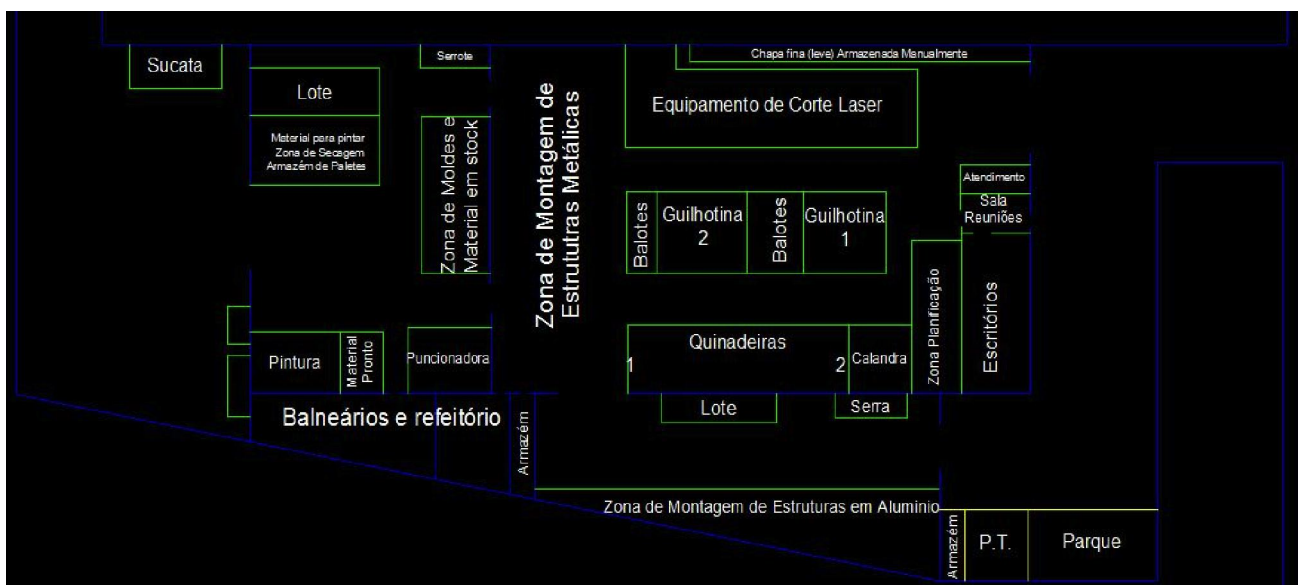 Sucata
Serrote
Chapa fina (leve) Armazenada Manualmente
Lote
Equipamento de Corte Laser
Material para pintar
Zona de Secagem
Armazém de Paletes
Zona de Moldes e
Material em stock
Zona de Montagem de
Estrututras Metálicas
Atendimento
Sala
Reuniões
Balotes
Guilhotina
2
Balotes
Guilhotina
1
Zona Planificação
Escritórios
Pintura
Material
Pronto
Puncionadora
Quinadeiras
1
2
Calandra
Balneários e refeitório
Armazém
Lote
Serra
Zona de Montagem de Estruturas em Alumínio
Armazém
P.T.
Parque